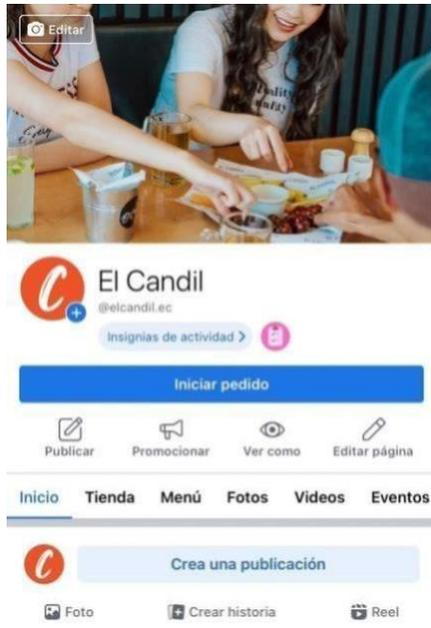 Editar
El Candil
@elcandil.ec
Insignias de actividad >
Iniciar pedido
Publicar Promocionar Ver como Editar página
Inicio Tienda Menú Fotos Videos Eventos
Crea una publicación
Foto Crear historia Reel